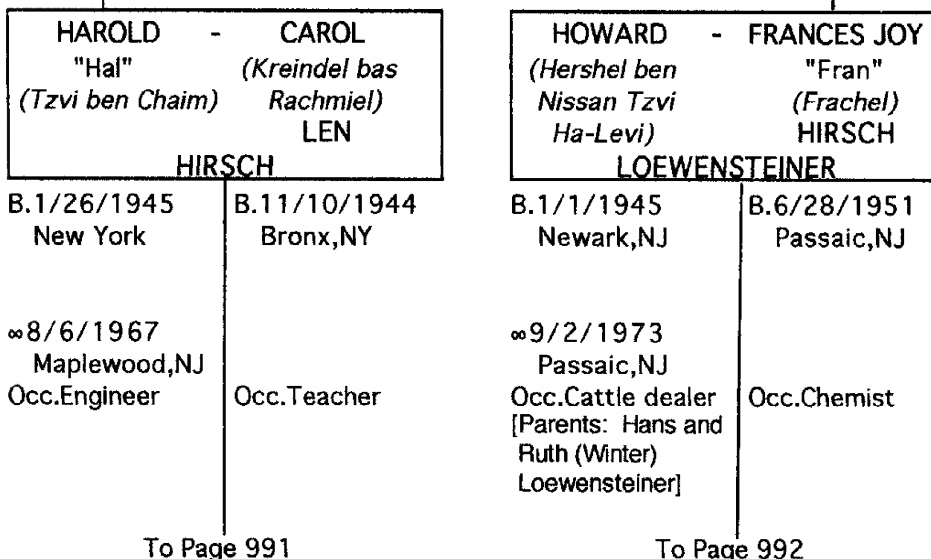 HAROLD - CAROL
"Hal" (Kreindel bas
(Tzvi ben Chaim) Rachmiel)
LEN
HIRSCH
B.1/26/1945 B.11/10/1944
New York Bronx,NY
∞8/6/1967
Maplewood,NJ
Occ.Engineer Occ.Teacher
To Page 991
HOWARD - FRANCES JOY
(Hershel ben "Fran"
Nissan Tzvi (Frachel)
Ha-Levi) HIRSCH
LOEWENSTEINER
B.1/1/1945 B.6/28/1951
Newark,NJ Passaic,NJ
∞9/2/1973
Passaic,NJ
Occ.Cattle dealer Occ.Chemist
[Parents: Hans and
Ruth (Winter)
Loewensteiner]
To Page 992